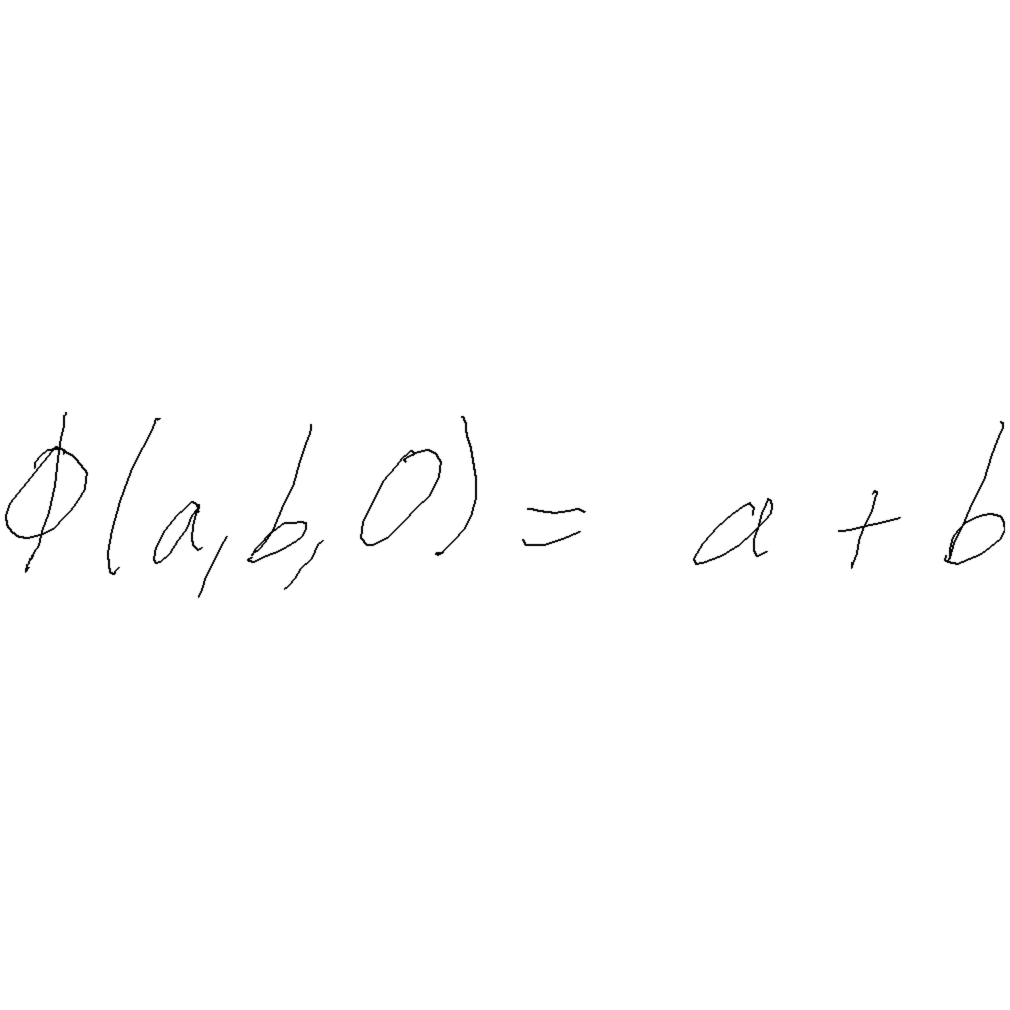 ϕ(a,b,0) = a + b